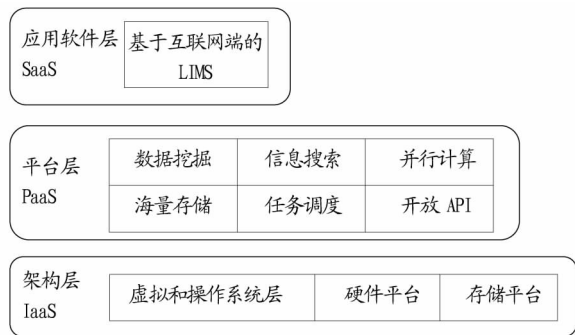 应用软件层 基于互联网端的
SaaS LIMS
平台层 数据挖掘 信息搜索 并行计算
PaaS 海量存储 任务调度 开放 API
架构层
IaaS 虚拟和操作系统层 硬件平台 存储平台